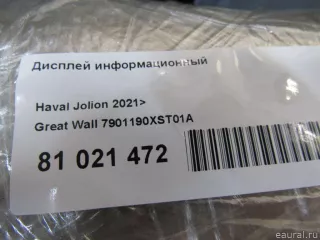 Дисплей информационный
Haval Jolion 2021>
Great Wall 7901190XST01A
81 021 472
eaural.ru